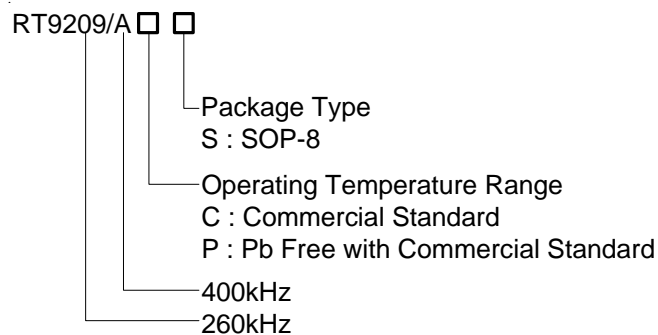 RT9209/A
Package Type
S : SOP-8
Operating Temperature Range
C : Commercial Standard
P : Pb Free with Commercial Standard
400kHz
260kHz